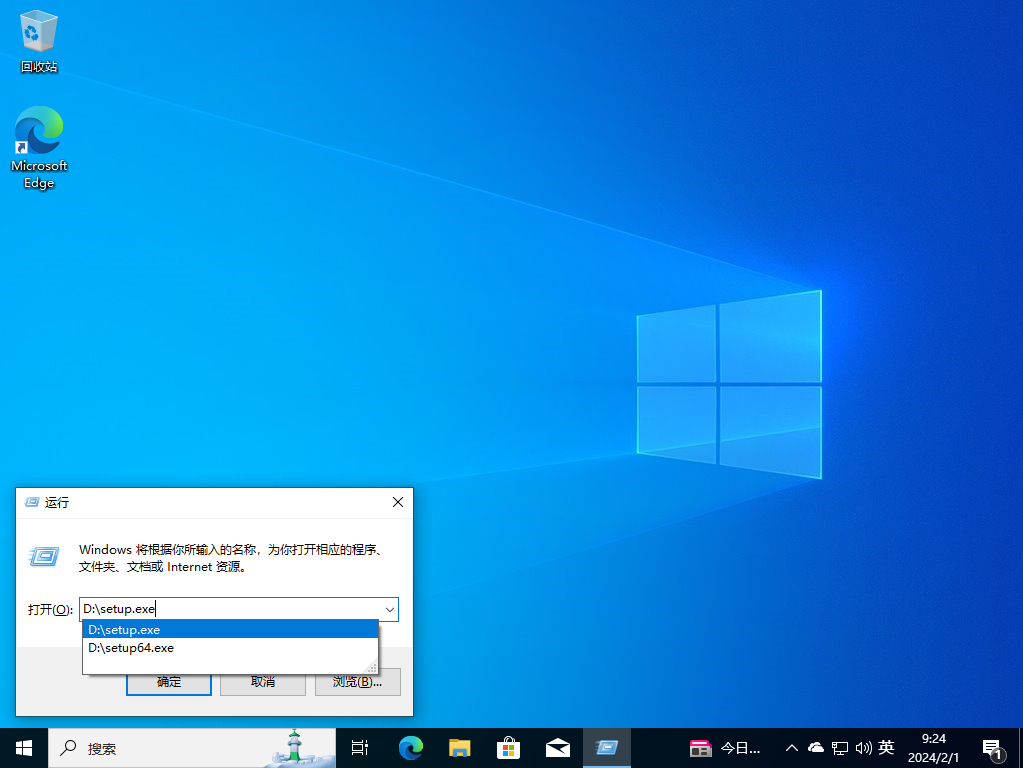 回收站
Microsoft
Edge
运行
Windows 将根据你所输入的名称，为你打开相应的程序、
文件夹、文档或 Internet 资源。
打开(O): D:\setup.exe
D:\setup.exe
D:\setup64.exe
确定 取消 浏览(B)...
搜索
今日...
英
9:24
2024/2/1
1